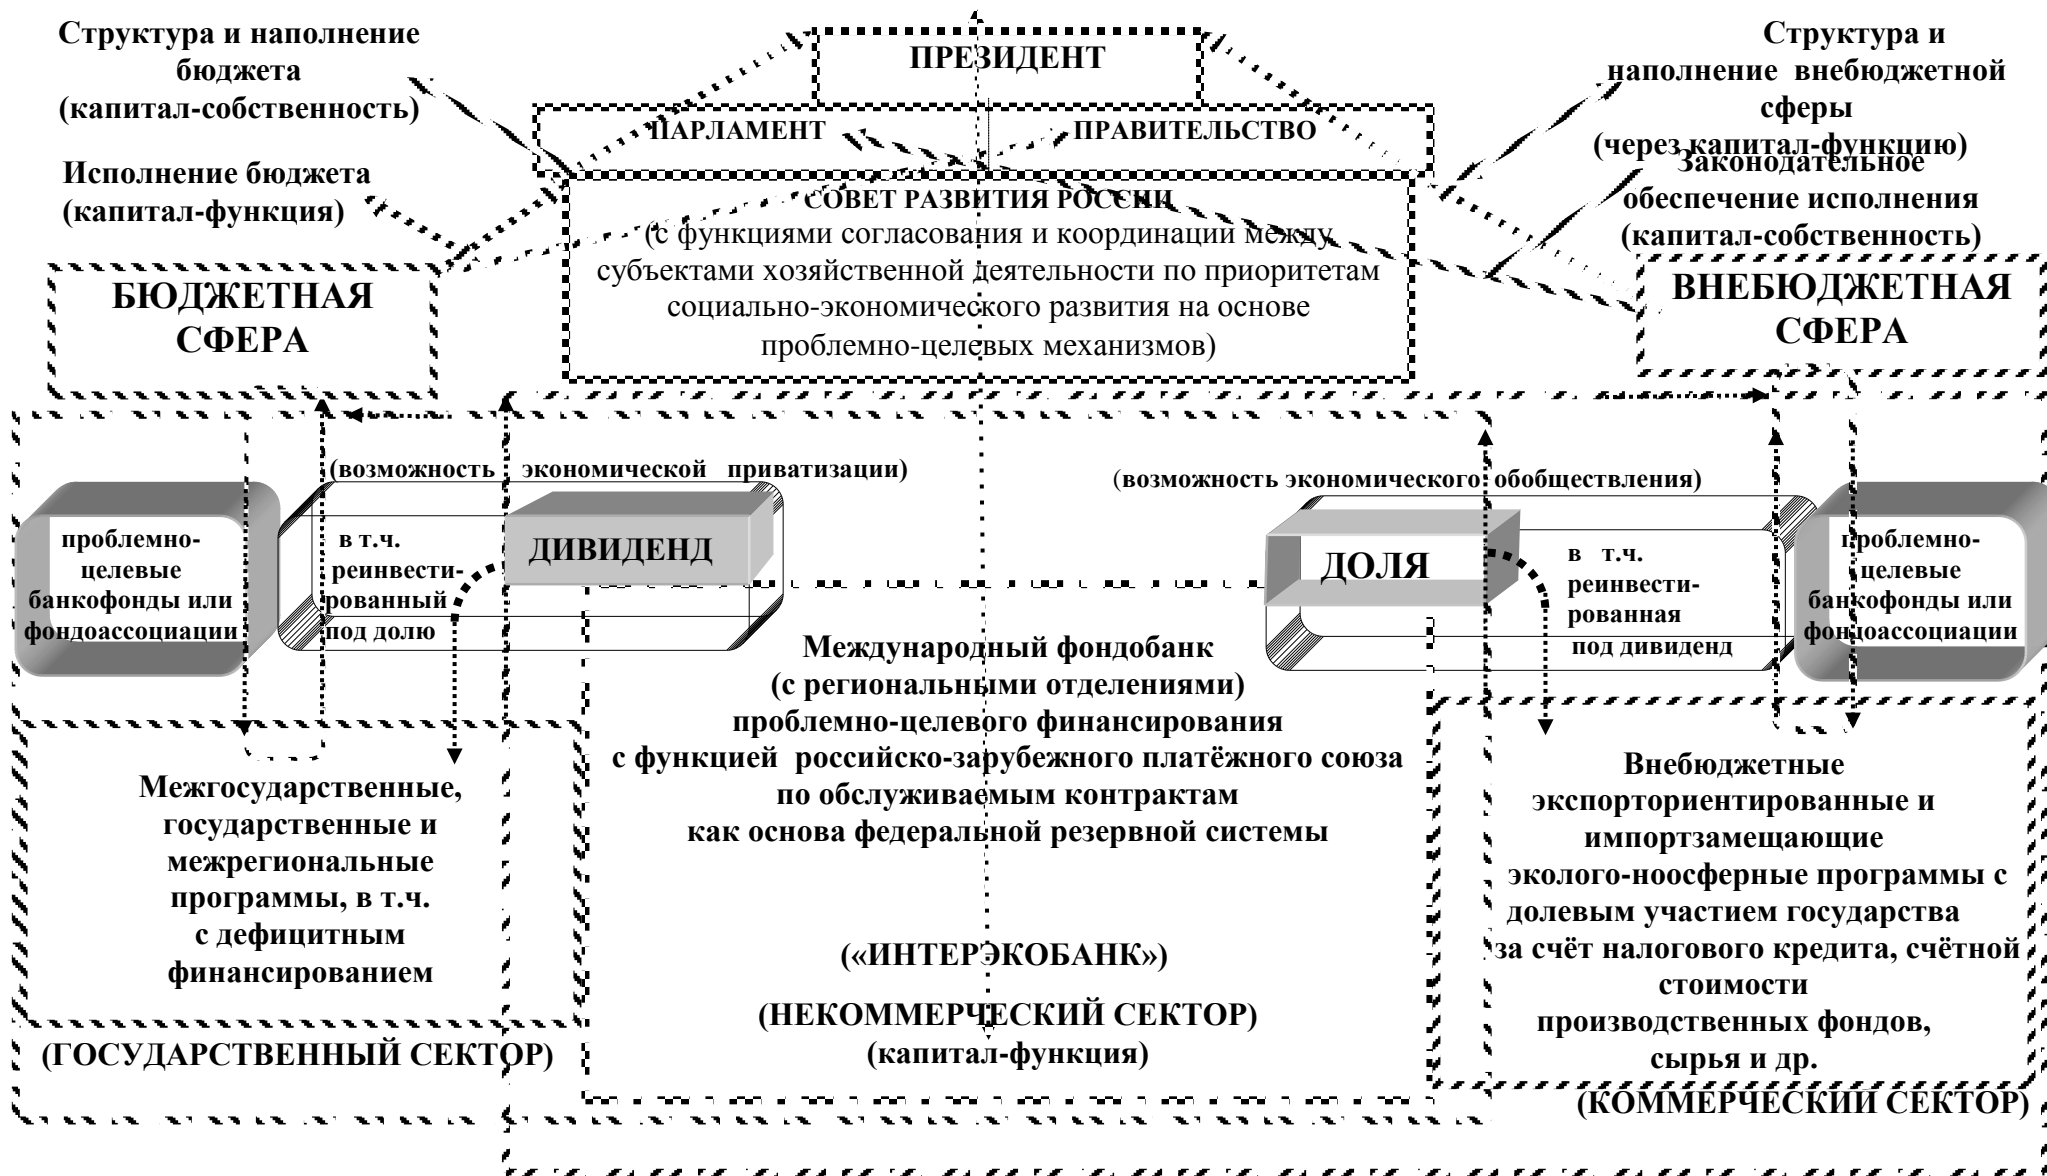 Структура и наполнение
бюджета
(капитал-собственность)
Исполнение бюджета
(капитал-функция)
ПРЕЗИДЕНТ
ПАРЛАМЕНТ
ПРАВИТЕЛЬСТВО
СОВЕТ РАЗВИТИЯ РОССИИ
(с функциями согласования и координаций между
субъектами хозяйственной деятельности по приоритетам
социально-экономического развития на основе
проблемно-целевых механизмов)
Структура и
наполнение внебюджетной
сферы
(через капитал-функцию)
Законодательное
обеспечение исполнения
(капитал-собственность)
БЮДЖЕТНАЯ
СФЕРА
ВНЕБЮДЖЕТНАЯ
СФЕРА
(возможность экономической приватизации)
(возможность экономического обобществления)
проблемно-
целевые
банкофонды или
фондоассоциации
в т.ч.
реинвести-
рованный
под долю
ДИВИДЕНД
ДОЛЯ
в т.ч.
реинвести-
рованная
под дивиденд
проблемно-
целевые
банкофонды или
фондоассоциации
Межгосударственные,
государственные и
межрегиональные
программы, в т.ч.
с дефицитным
финансированием
(ГОСУДАРСТВЕННЫЙ СЕКТОР)
Международный фондобанк
(с региональными отделениями)
проблемно-целевого финансирования
с функцией российско-зарубежного платёжного союза
по обслуживаемым контрактам
как основа федеральной резервной системы
(«ИНТЕРЭКОБАНК»)
(НЕКОММЕРЧЕСКИЙ СЕКТОР)
(капитал-функция)
Внебюджетные
экспорториентированные и
импортзамещающие
эколого-ноосферные программы с
долевым участием государства
за счёт налогового кредита, счётной
стоимости
производственных фондов,
сырья и др.
(КОММЕРЧЕСКИЙ СЕКТОР)